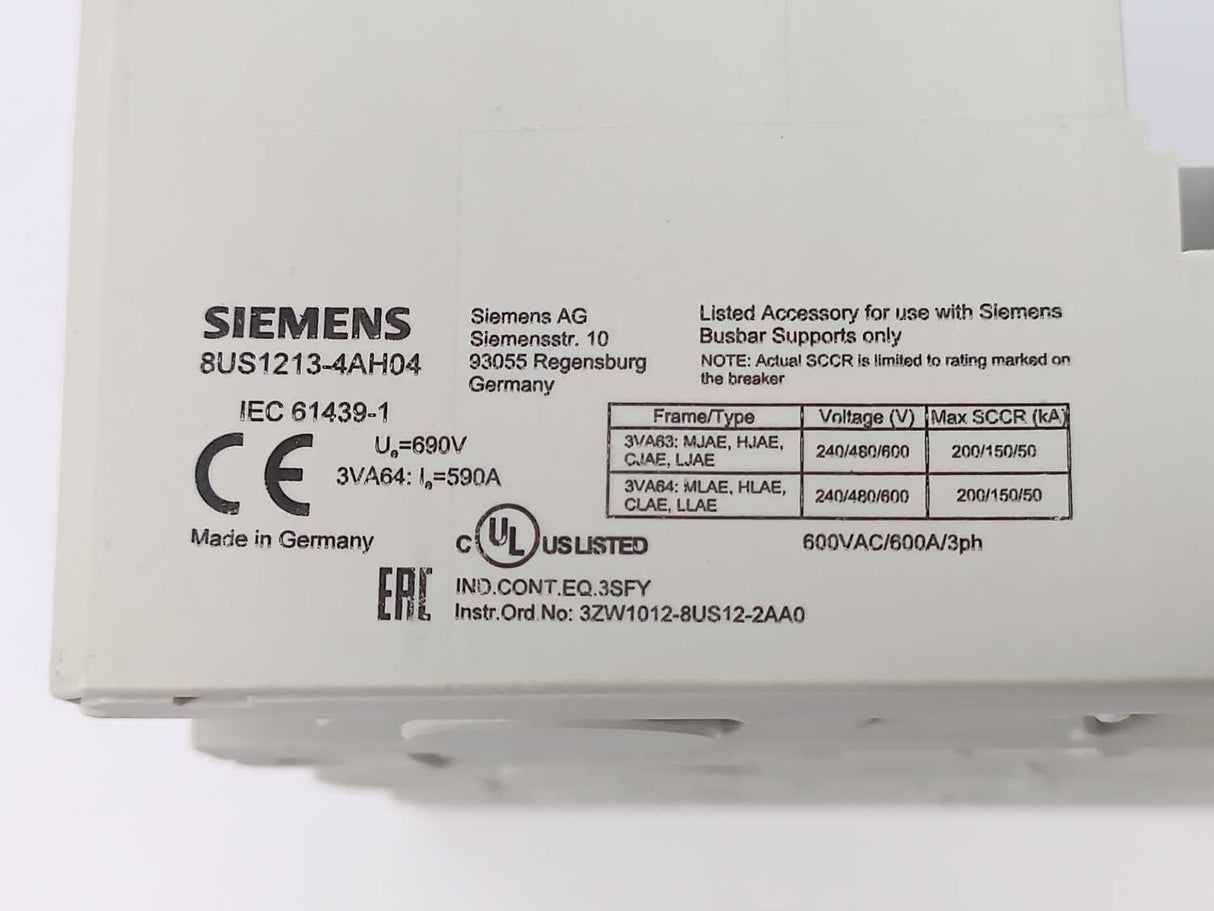 SIEMENS
8US1213-4AH04
IEC 61439-1
CE
Ue=690V
3VA64: Ie=590A
Made in Germany
Siemens AG
Siemensstr. 10
93055 Regensburg
Germany
Listed Accessory for use with Siemens
Busbar Supports only
NOTE: Actual SCCR is limited to rating marked on
the breaker
Frame/Type Voltage (V) Max SCCR (kA)
3VA63: MJAE, HJAE,
CJAE, LJAE
240/480/600 200/150/50
3VA64: MLAE, HLAE,
CLAE, LLAE
240/480/600 200/150/50
600VAC/600A/3ph
C UL US LISTED
EAC
IND.CONT.EQ.3SFY
Instr.Ord.No: 3ZW1012-8US12-2AA0